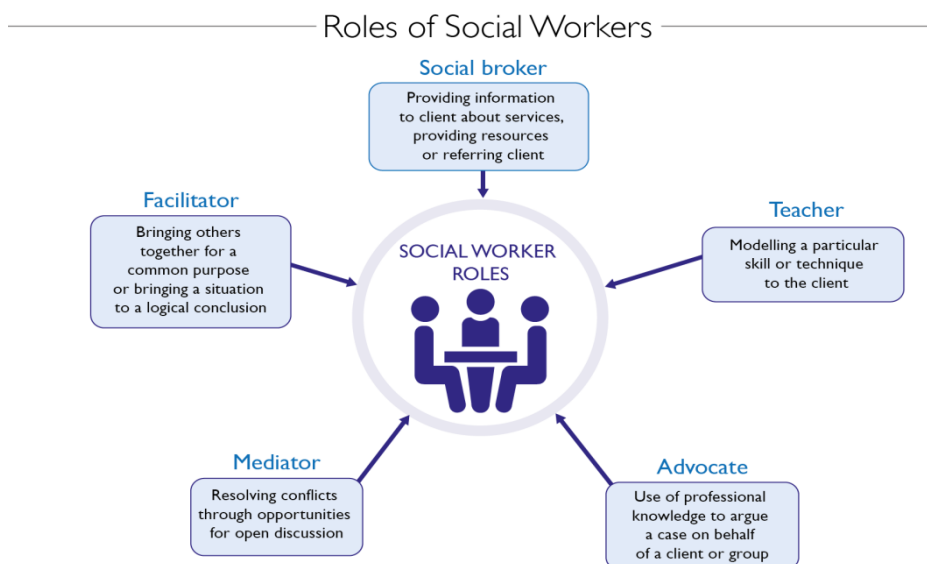 Roles of Social Workers
Social broker
Providing information
to client about services,
providing resources
or referring client
Facilitator
Bringing others
together for a
common purpose
or bringing a situation
to a logical conclusion
SOCIAL WORKER
ROLES
Teacher
Modelling a particular
skill or technique
to the client
Mediator
Resolving conflicts
through opportunities
for open discussion
Advocate
Use of professional
knowledge to argue
a case on behalf
of a client or group